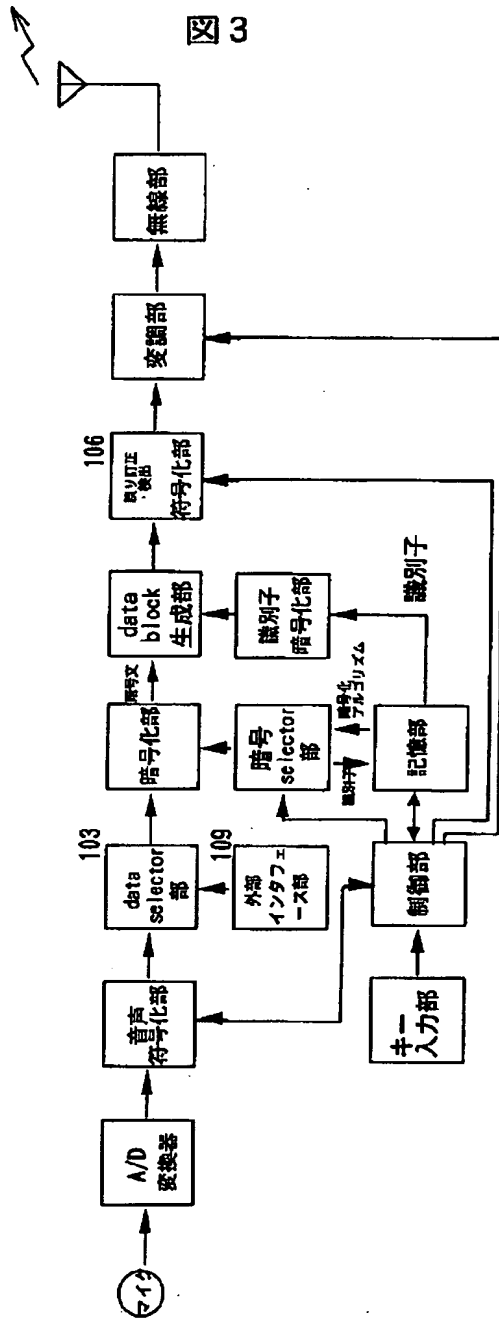 図3
マイク
A/D
変換器
音声
符号化部
103
data
selector
部
109
外部
インタフェ
ース部
暗号化部
暗号文
暗号
selector
部
識別子
暗号化
アルゴリズム
data
block
生成部
識別子
暗号化部
識別子
106
誤り訂正
・検出
符号化部
変調部
無線部
キー
入力部
制御部
記憶部